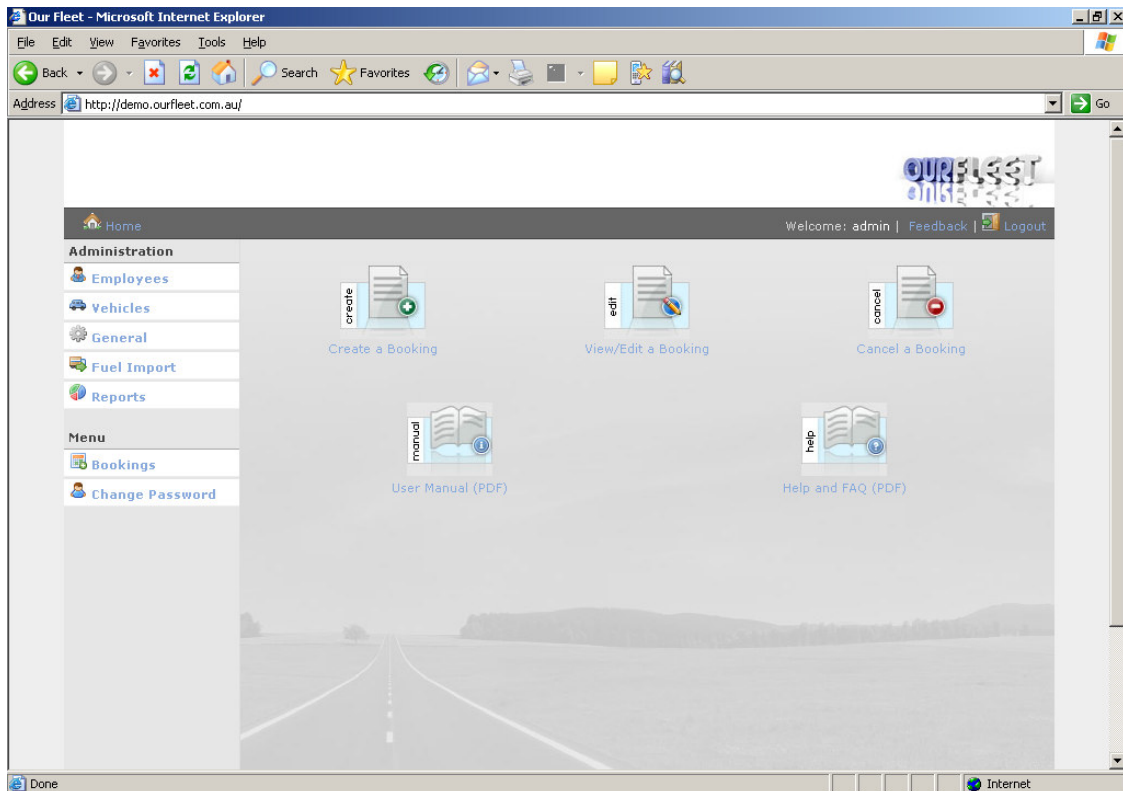 Our Fleet - Microsoft Internet Explorer
File Edit View Favorites Tools Help
Back Search Favorites
Address http://demo.ourfleet.com.au/ Go
OURFLEET
Home Welcome: admin | Feedback | Logout
Administration
Employees
Vehicles
General
Fuel Import
Reports
Menu
Bookings
Change Password
create
Create a Booking
edit
View/Edit a Booking
cancel
Cancel a Booking
manual
User Manual (PDF)
help
Help and FAQ (PDF)
Done Internet